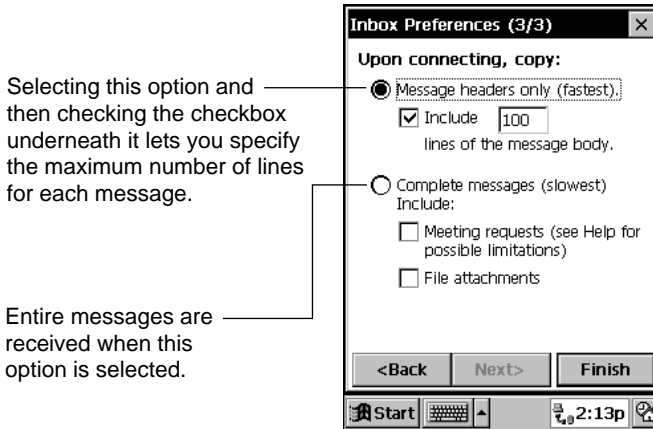 Inbox Preferences (3/3)
Upon connecting, copy:
Selecting this option and
then checking the checkbox
underneath it lets you specify
the maximum number of lines
for each message.
Message headers only (fastest).
Include 100
lines of the message body.
Complete messages (slowest)
Include:
Meeting requests (see Help for
possible limitations)
File attachments
Entire messages are
received when this
option is selected.
<Back Next> Finish
Start 2:13p